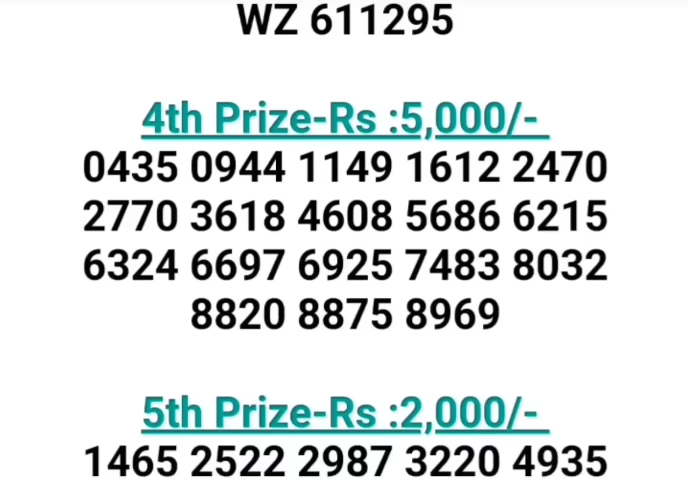 WZ 611295
4th Prize-Rs :5,000/-
0435 0944 1149 1612 2470
2770 3618 4608 5686 6215
6324 6697 6925 7483 8032
8820 8875 8969
5th Prize-Rs :2,000/-
1465 2522 2987 3220 4935